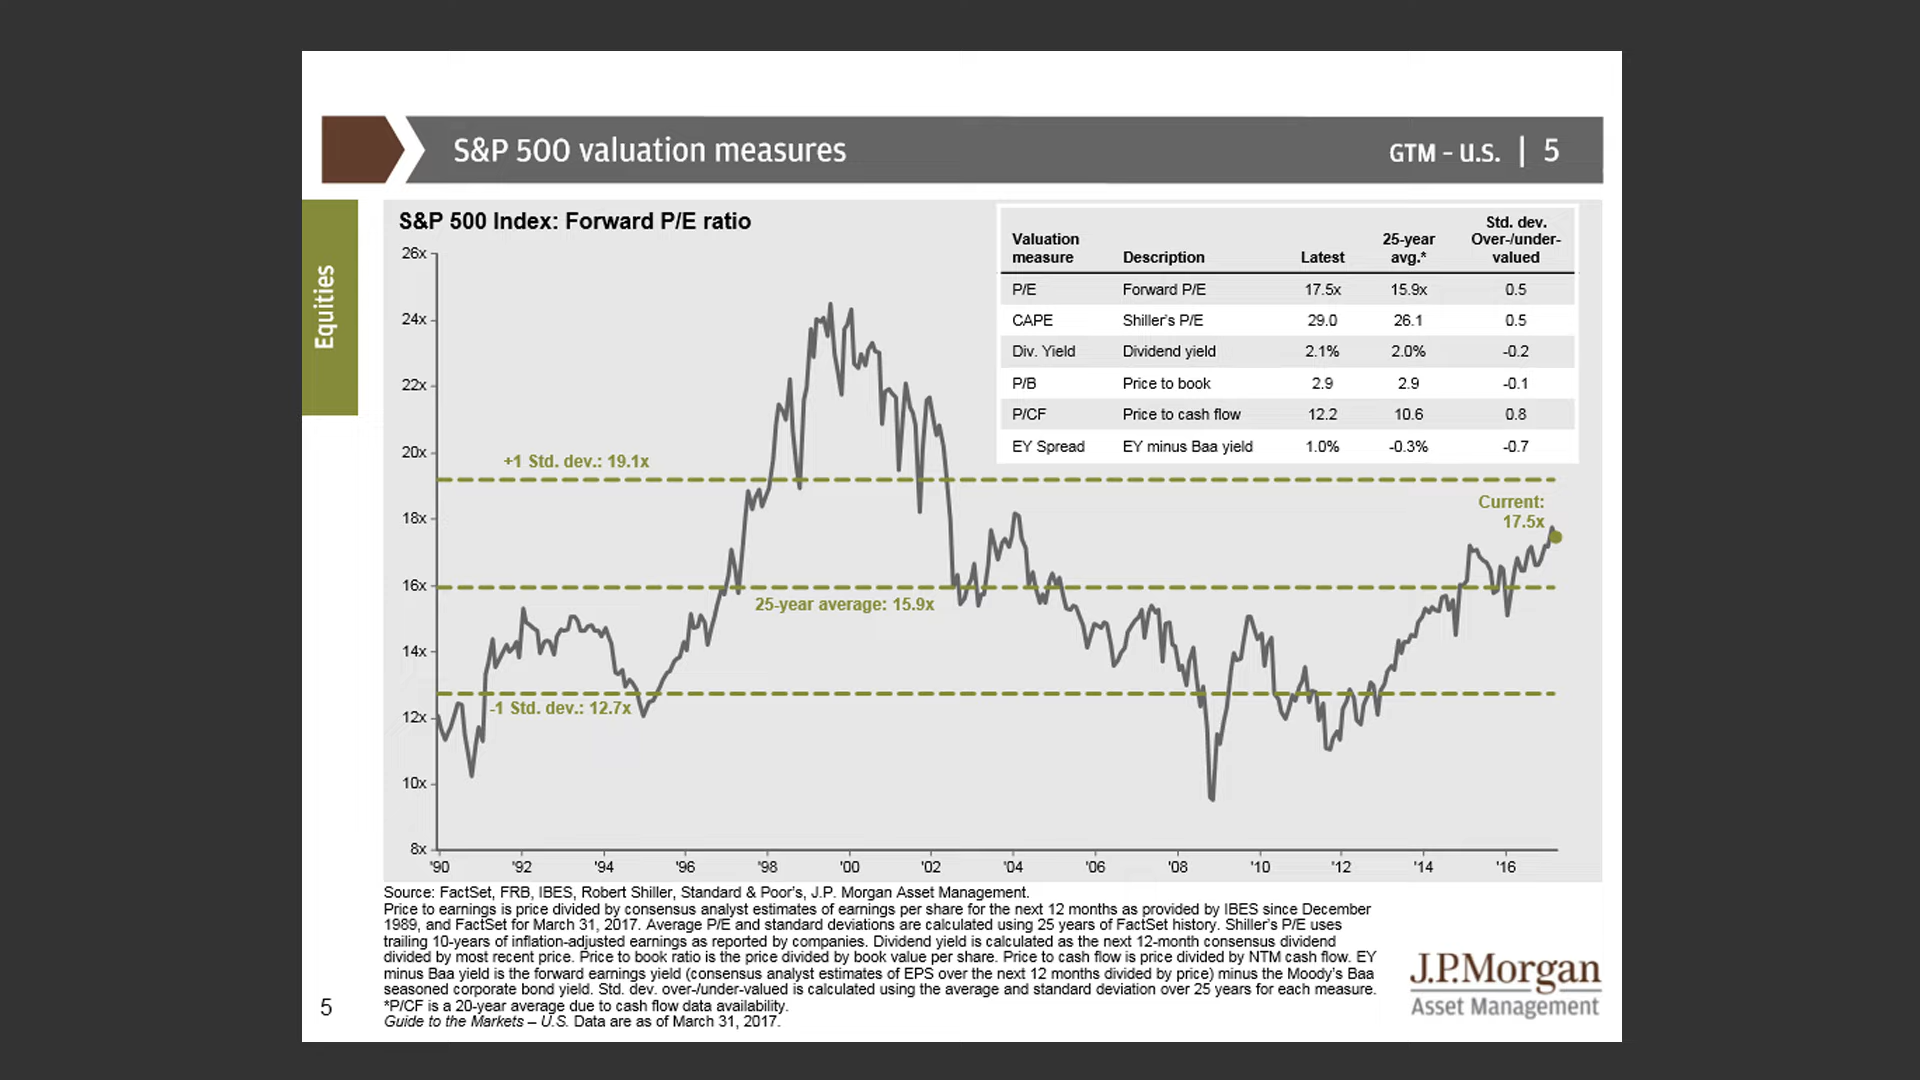 S&P 500 valuation measures
GTM – U.S. | 5
Equities
S&P 500 Index: Forward P/E ratio
26x
24x
22x
20x
18x
16x
14x
12x
10x
8x
'90 '92 '94 '96 '98 '00 '02 '04 '06 '08 '10 '12 '14 '16
+1 Std. dev.: 19.1x
25-year average: 15.9x
-1 Std. dev.: 12.7x
Current:
17.5x
Valuation measure Description Latest 25-year avg.* Std. dev. Over-/under-valued
P/E Forward P/E 17.5x 15.9x 0.5
CAPE Shiller's P/E 29.0 26.1 0.5
Div. Yield Dividend yield 2.1% 2.0% -0.2
P/B Price to book 2.9 2.9 -0.1
P/CF Price to cash flow 12.2 10.6 0.8
EY Spread EY minus Baa yield 1.0% -0.3% -0.7
Source: FactSet, FRB, IBES, Robert Shiller, Standard & Poor's, J.P. Morgan Asset Management.
Price to earnings is price divided by consensus analyst estimates of earnings per share for the next 12 months as provided by IBES since December
1989, and FactSet for March 31, 2017. Average P/E and standard deviations are calculated using 25 years of FactSet history. Shiller's P/E uses
trailing 10-years of inflation-adjusted earnings as reported by companies. Dividend yield is calculated as the next 12-month consensus dividend
divided by most recent price. Price to book ratio is the price divided by book value per share. Price to cash flow is price divided by NTM cash flow. EY
minus Baa yield is the forward earnings yield (consensus analyst estimates of EPS over the next 12 months divided by price) minus the Moody's Baa
seasoned corporate bond yield. Std. dev. over-/under-valued is calculated using the average and standard deviation over 25 years for each measure.
*P/CF is a 20-year average due to cash flow data availability.
Guide to the Markets – U.S. Data are as of March 31, 2017.
5
J.P.Morgan
Asset Management